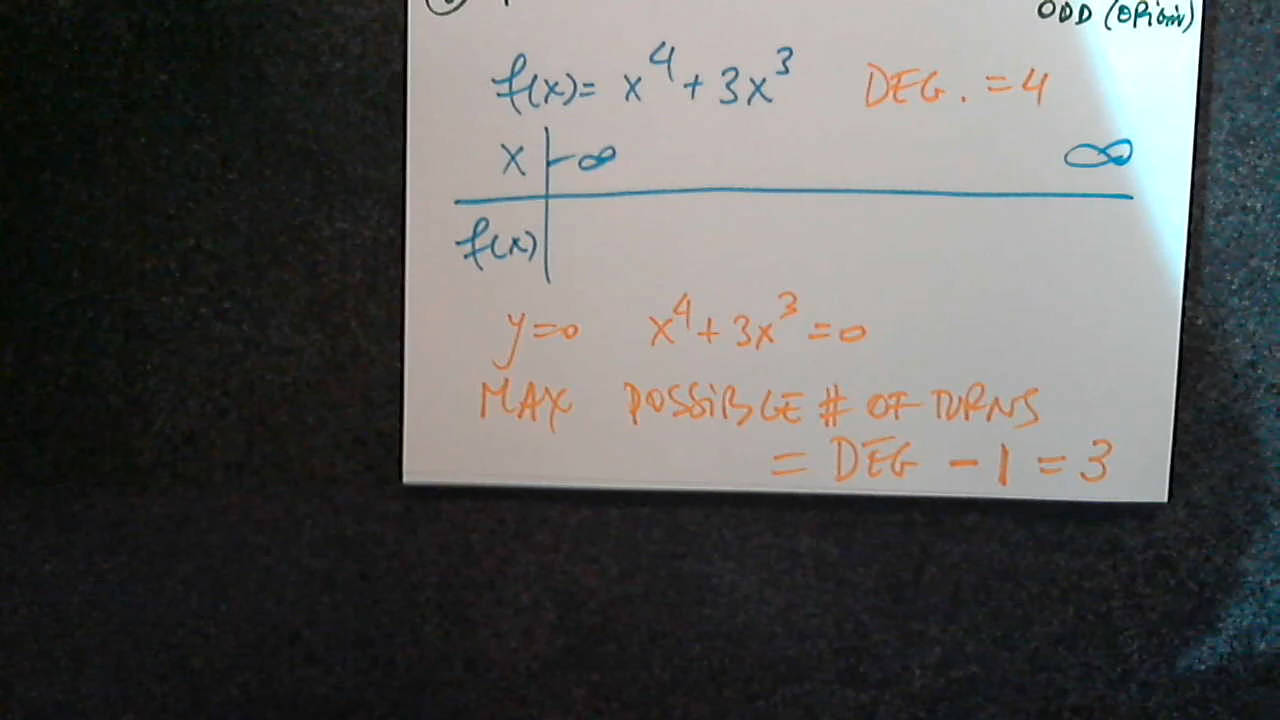 ODD (ORIGIN)
f(x)= x⁴ + 3x³ DEG. = 4
x | -∞ ∞
f(x)
y=0 x⁴ + 3x³ = 0
MAX POSSIBLE # OF TURNS
= DEG - 1 = 3